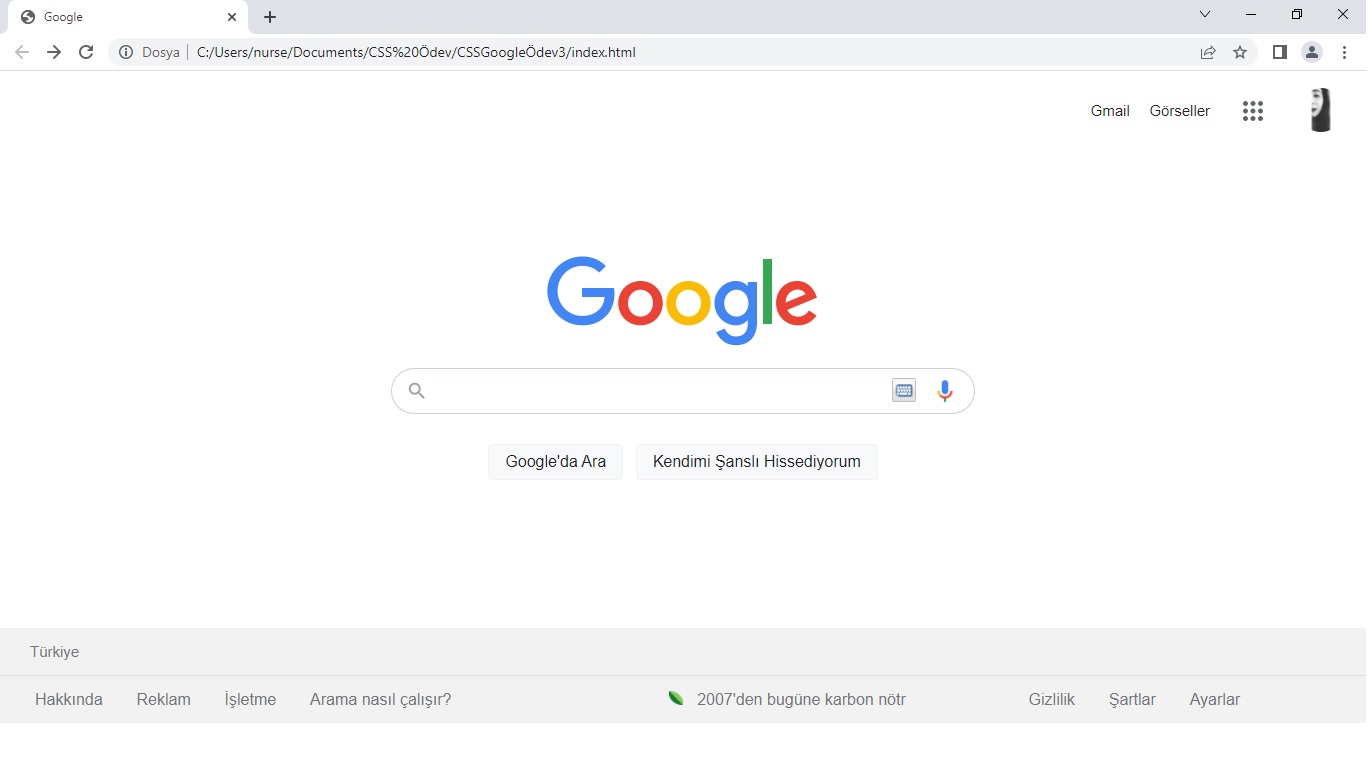 Google
Dosya C:/Users/nurse/Documents/CSS%20Ödev/CSSGoogleÖdev3/index.html
Gmail Görseller
Google
Google'da Ara Kendimi Şanslı Hissediyorum
Türkiye
Hakkında Reklam İşletme Arama nasıl çalışır? 2007'den bugüne karbon nötr Gizlilik Şartlar Ayarlar